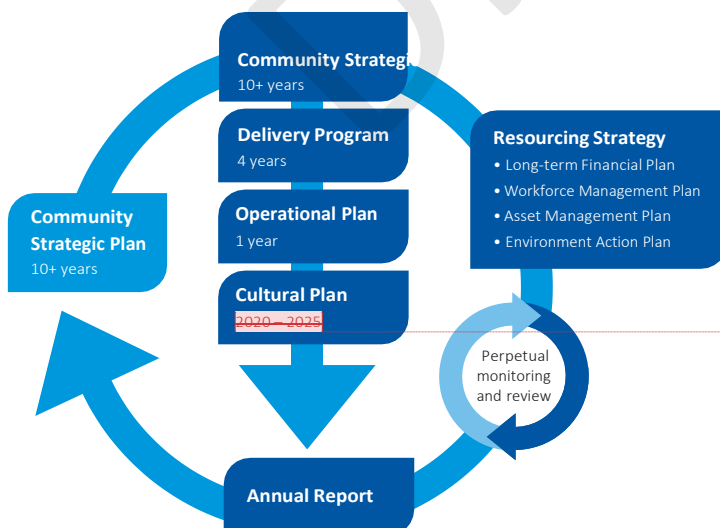 Community Strategi
10+ years
Delivery Program
4 years
Operational Plan
1 year
Cultural Plan
2020 – 2025
Resourcing Strategy
• Long-term Financial Plan
• Workforce Management Plan
• Asset Management Plan
• Environment Action Plan
Community
Strategic Plan
10+ years
Perpetual
monitoring
and review
Annual Report